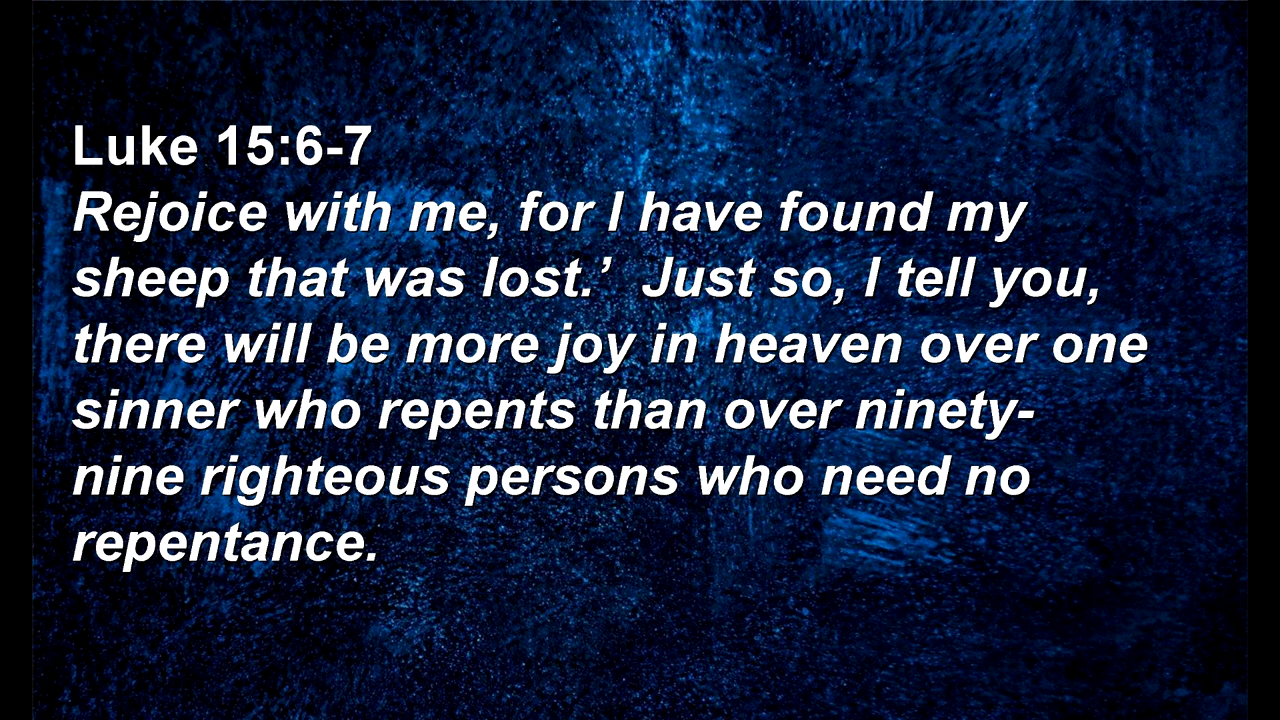 Luke 15:6-7
Rejoice with me, for I have found my
sheep that was lost.’   Just so, I tell you,
there will be more joy in heaven over one
sinner who repents than over ninety-
nine righteous persons who need no
repentance.